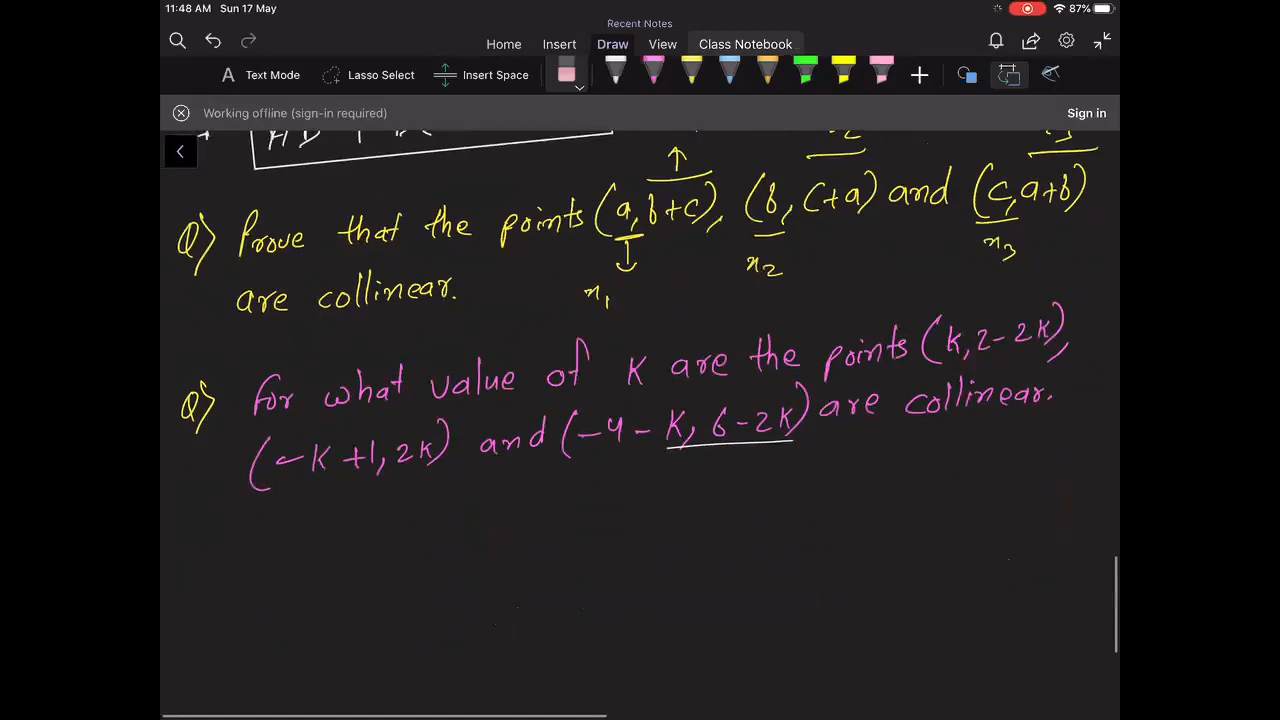 11:48 AM Sun 17 May
87%
Recent Notes
Home Insert Draw View Class Notebook
A Text Mode Lasso Select Insert Space
Working offline (sign-in required) Sign in
Q) Prove that the points (a, b+c), (b, c+a) and (c, a+b)
x1 x2 x3
are collinear.
Q) For what value of K are the points (K, 2-2K),
(-K+1, 2K) and (-4-K, 6-2K) are collinear.